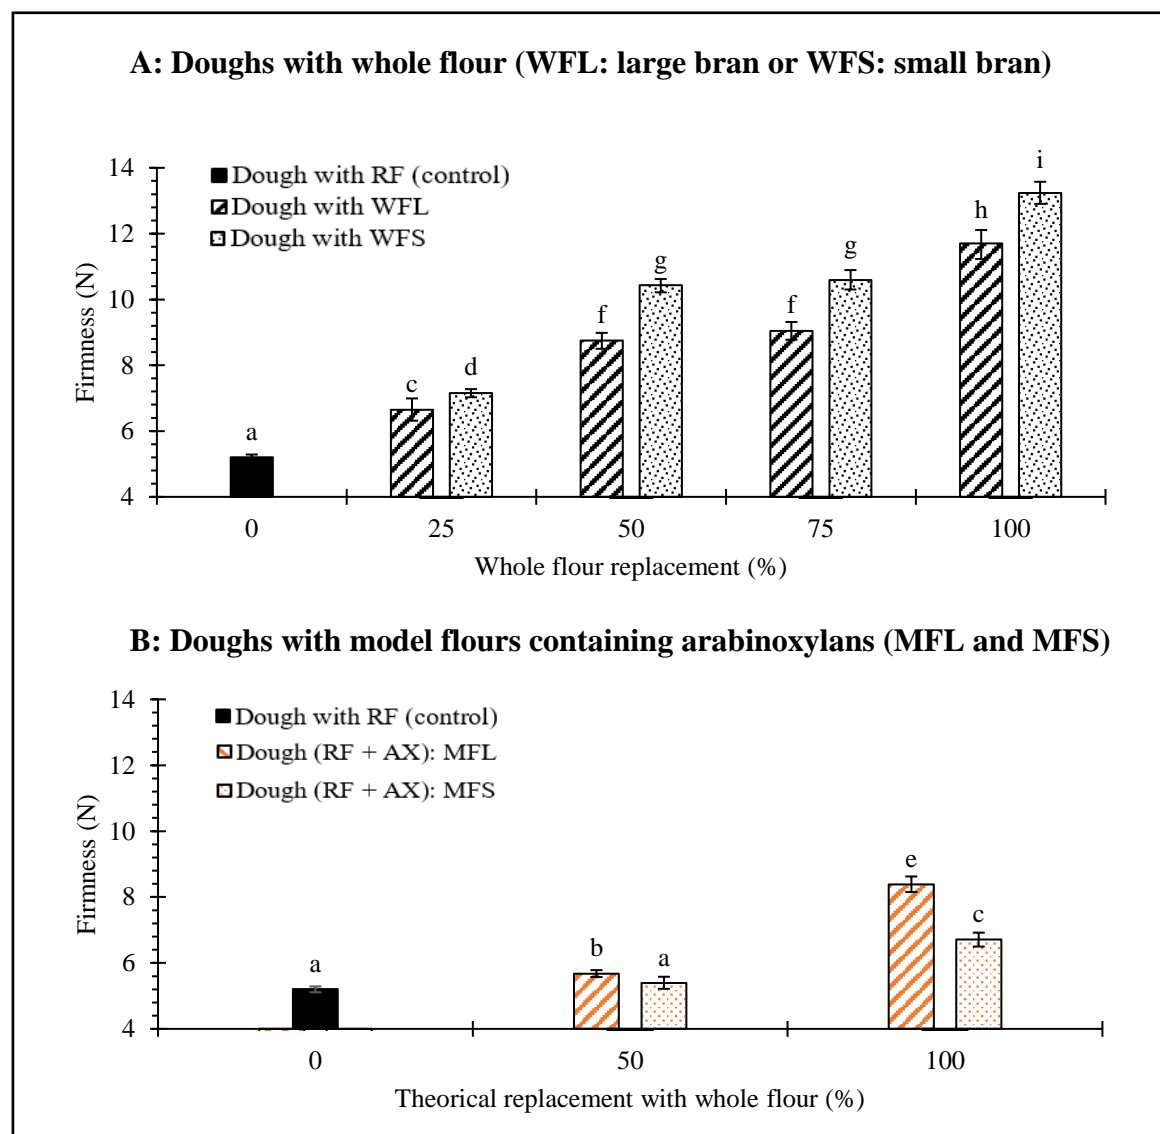 A: Doughs with whole flour (WFL: large bran or WFS: small bran)
14
12
10
8
6
4
Firmness (N)
Dough with RF (control)
Dough with WFL
Dough with WFS
a
c
d
f
g
f
g
h
i
0
25
50
75
100
Whole flour replacement (%)
B: Doughs with model flours containing arabinoxylans (MFL and MFS)
14
12
10
8
6
4
Firmness (N)
Dough with RF (control)
Dough (RF + AX): MFL
Dough (RF + AX): MFS
a
b
a
e
c
0
50
100
Theorical replacement with whole flour (%)